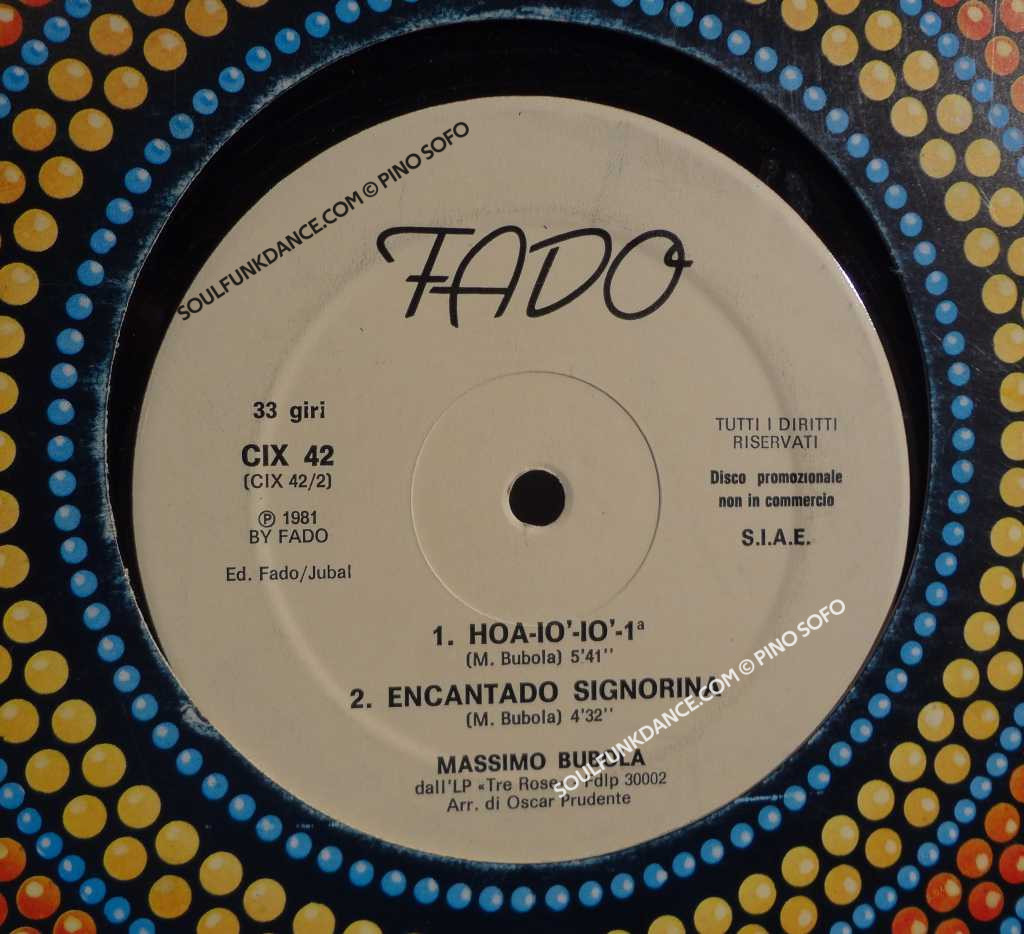 SOULFUNKDANCE.COM © PINO SOFO
FADO
33 giri
CIX 42
(CIX 42/2)
℗ 1981
BY FADO
Ed. Fado/Jubal
TUTTI I DIRITTI
RISERVATI
Disco promozionale
non in commercio
S.I.A.E.
1. HOA-IO'-IO'-1ª
(M. Bubola) 5'41''
2. ENCANTADO SIGNORINA
(M. Bubola) 4'32''
MASSIMO BUBOLA
dall'LP «Tre Rose» Fdlp 30002
Arr. di Oscar Prudente
SOULFUNKDANCE.COM © PINO SOFO